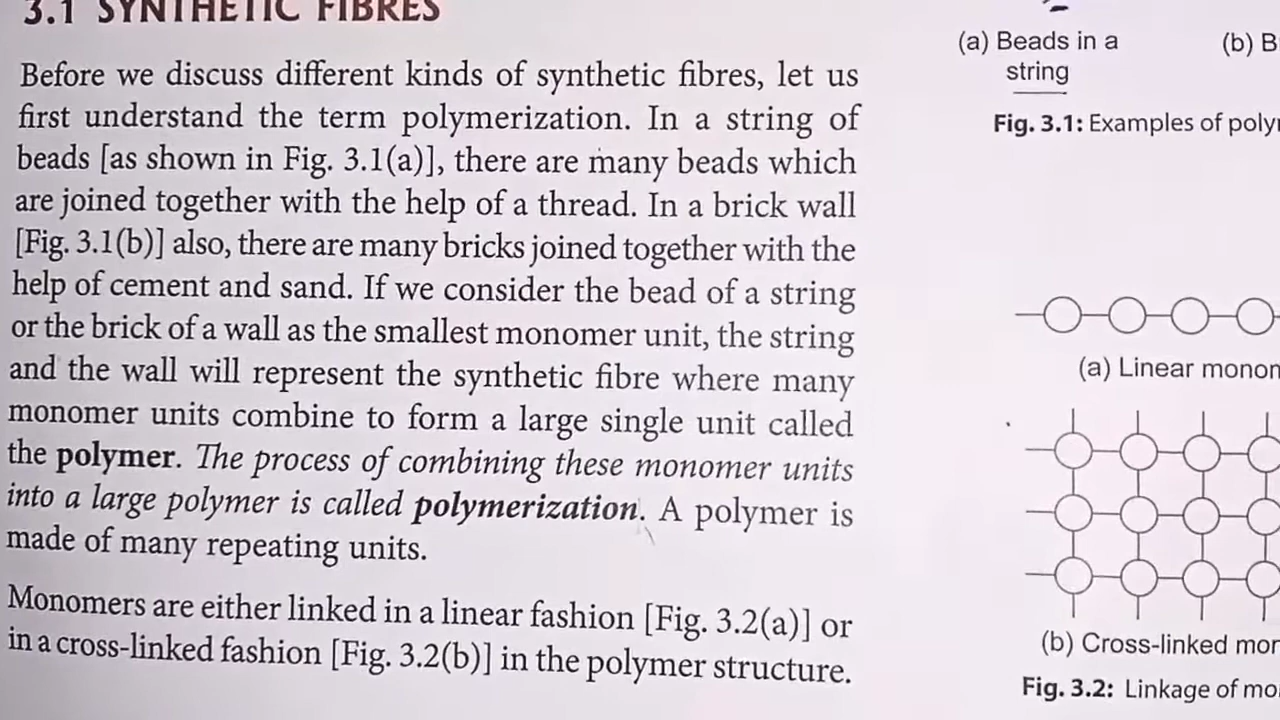 3.1 SYNTHETIC FIBRES
Before we discuss different kinds of synthetic fibres, let us
first understand the term polymerization. In a string of
beads [as shown in Fig. 3.1(a)], there are many beads which
are joined together with the help of a thread. In a brick wall
[Fig. 3.1(b)] also, there are many bricks joined together with the
help of cement and sand. If we consider the bead of a string
or the brick of a wall as the smallest monomer unit, the string
and the wall will represent the synthetic fibre where many
monomer units combine to form a large single unit called
the polymer. The process of combining these monomer units
into a large polymer is called polymerization. A polymer is
made of many repeating units.
Monomers are either linked in a linear fashion [Fig. 3.2(a)] or
in a cross-linked fashion [Fig. 3.2(b)] in the polymer structure.
(a) Beads in a
string
(b)
Fig. 3.1: Examples of
(a) Linear
(b) Cross-linked
Fig. 3.2: Linkage of